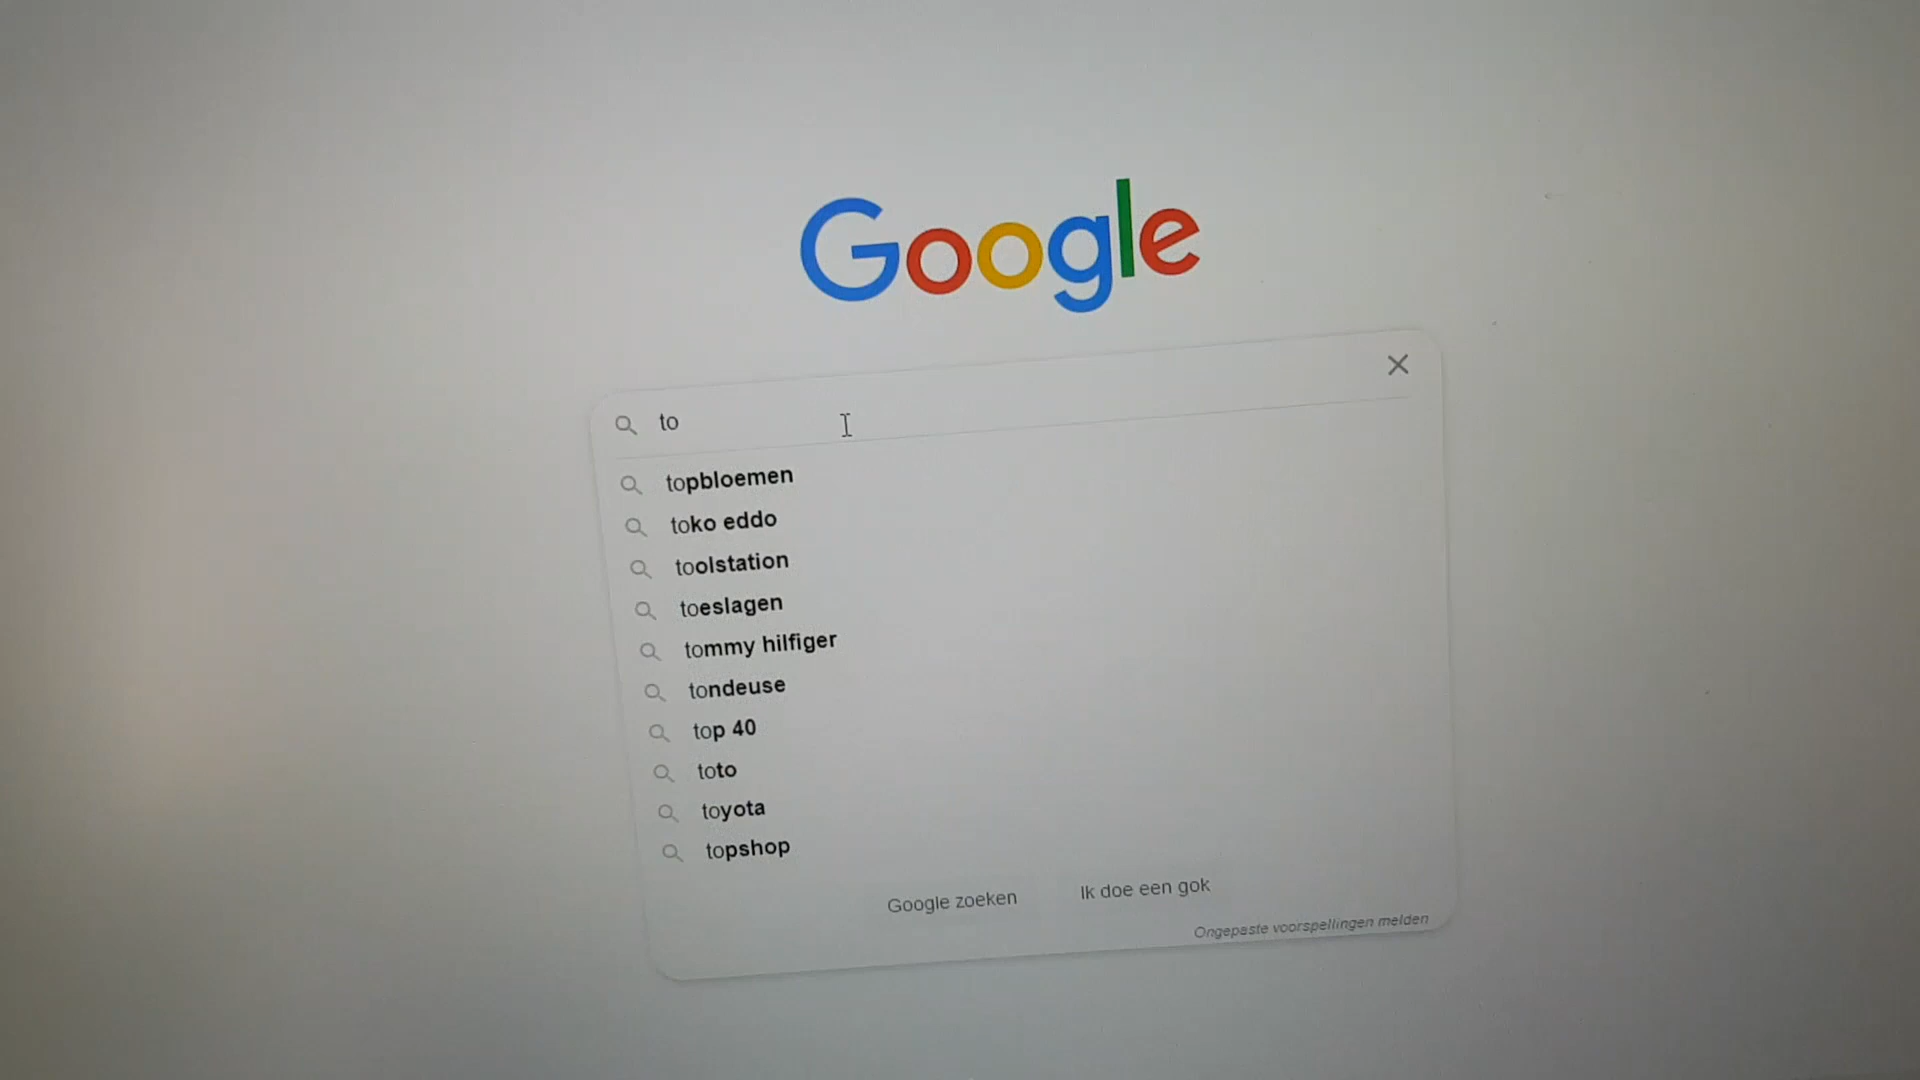 Google
to
topbloemen
toko eddo
toolstation
toeslagen
tommy hilfiger
tondeuse
top 40
toto
toyota
topshop
Google zoeken
Ik doe een gok
Ongepaste voorspellingen melden